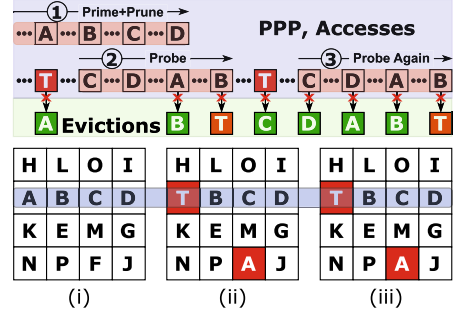 1 Prime+Prune
PPP, Accesses
... A ... B ... C ... D
2 Probe
3 Probe Again
... T ... C ... D ... A ... B ... T ... C ... D ... A ... B
A Evictions B T C D A B T
H L O I
A B C D
K E M G
N P F J
(i)
H L O I
T B C D
K E M G
N P A J
(ii)
H L O I
T B C D
K E M G
N P A J
(iii)